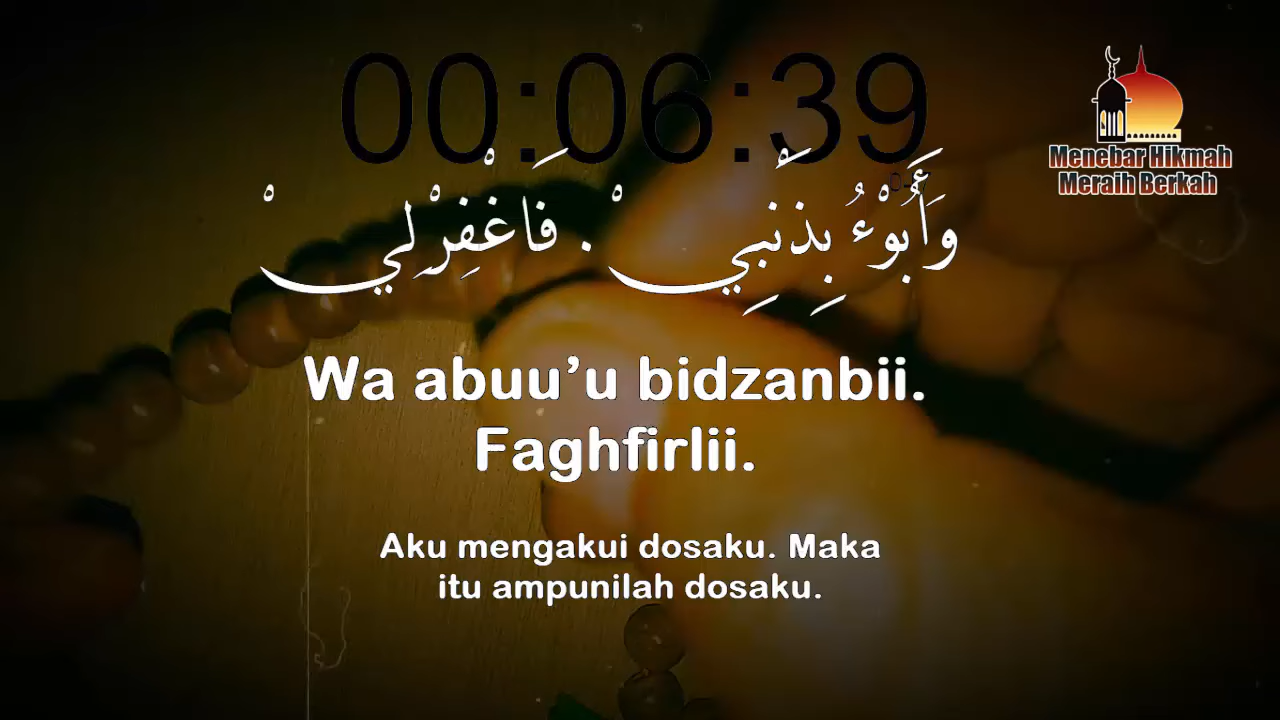 00:06:39
Menebar Hikmah
Meraih Berkah
وَأَبُوْءُ بِذَنْبِيْ . فَاغْفِرْلِيْ
Wa abuu’u bidzanbii.
Faghfirlii.
Aku mengakui dosaku. Maka
itu ampunilah dosaku.